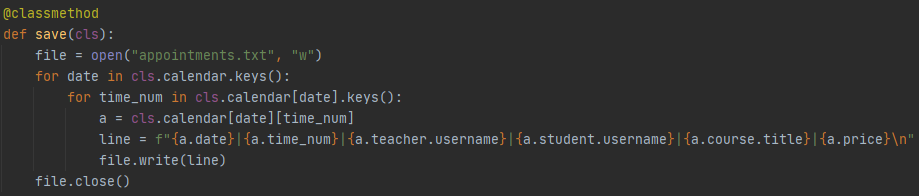 @classmethod
def save(cls):
    file = open("appointments.txt", "w")
    for date in cls.calendar.keys():
        for time_num in cls.calendar[date].keys():
            a = cls.calendar[date][time_num]
            line = f"{a.date}|{a.time_num}|{a.teacher.username}|{a.student.username}|{a.course.title}|{a.price}\n"
            file.write(line)
    file.close()